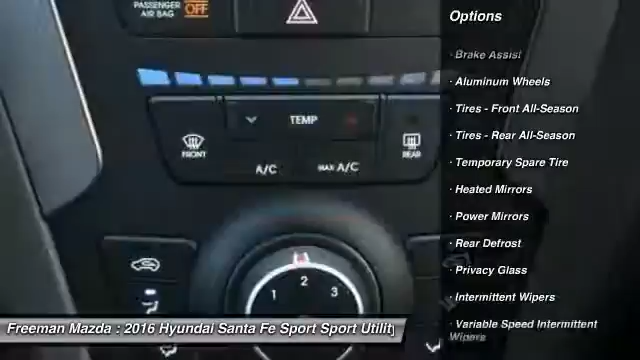 PASSENGER
AIR BAG OFF
TEMP
FRONT
REAR
A/C
MAX A/C
1
2
3
Options
· Brake Assist
· Aluminum Wheels
· Tires - Front All-Season
· Tires - Rear All-Season
· Temporary Spare Tire
· Heated Mirrors
· Power Mirrors
· Rear Defrost
· Privacy Glass
· Intermittent Wipers
· Variable Speed Intermittent
Wipers
Freeman Mazda : 2016 Hyundai Santa Fe Sport Sport Utility